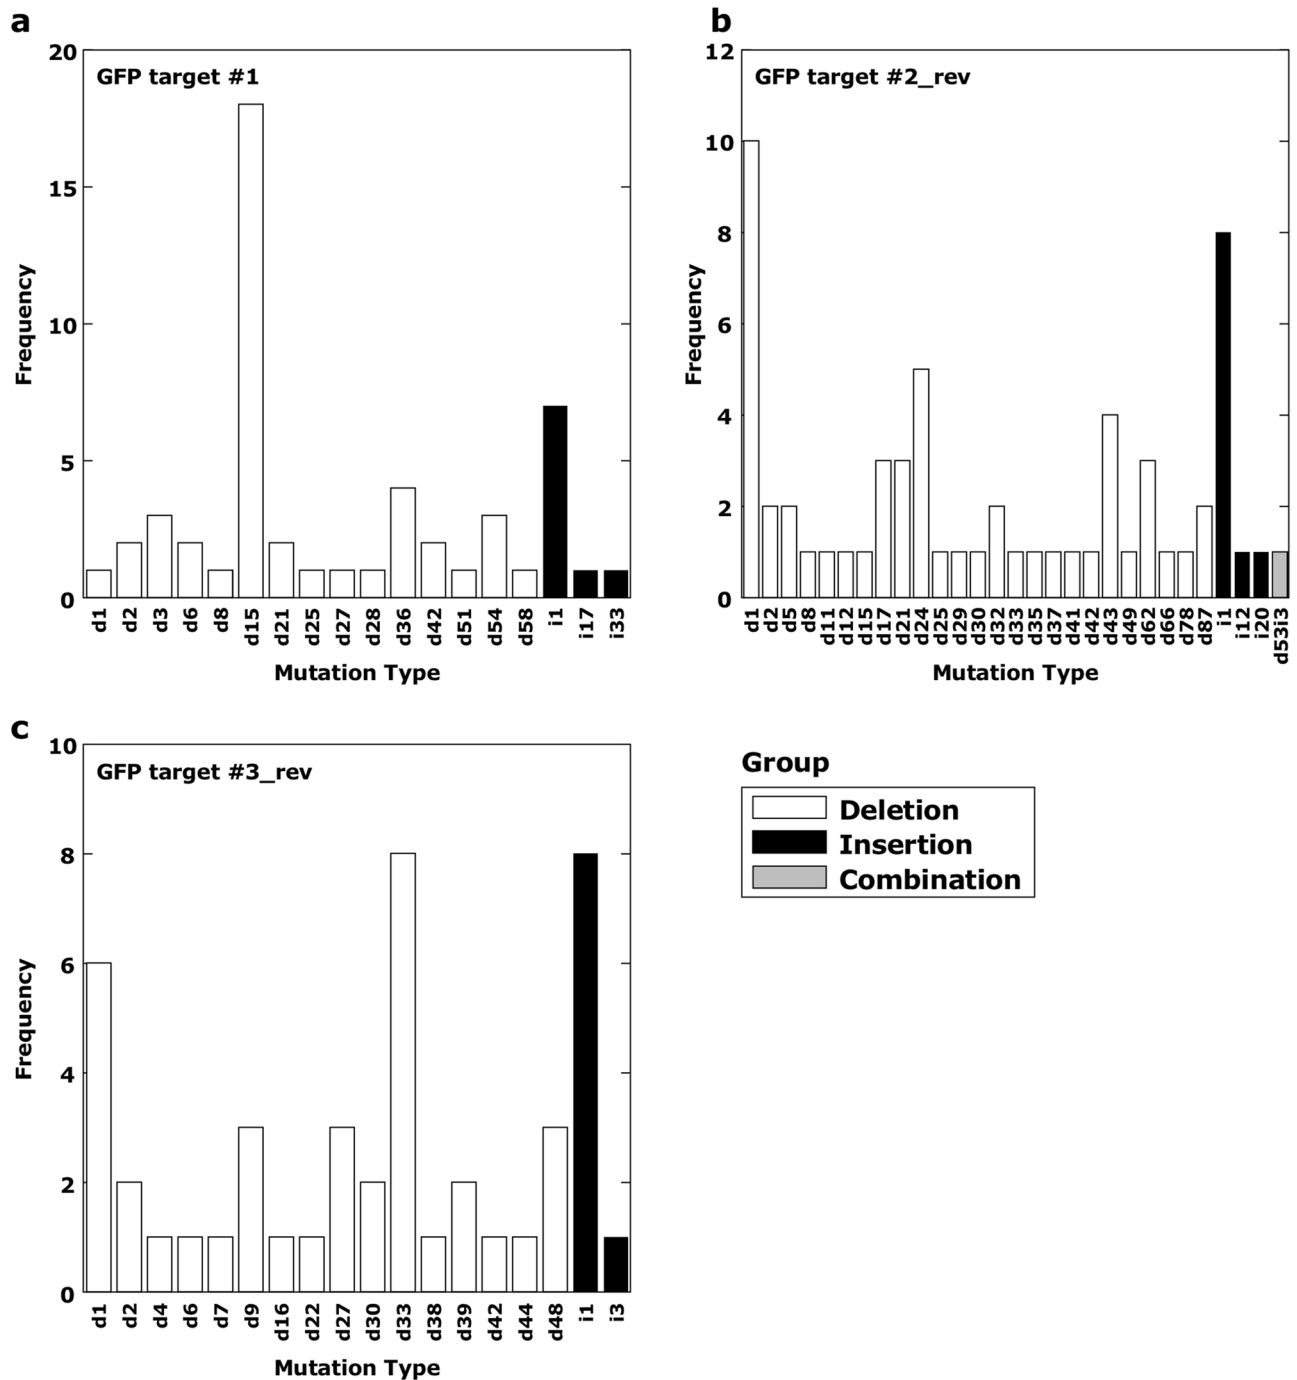 a
GFP target #1
Frequency
20
15
10
5
0
d1 d2 d3 d6 d8 d15 d21 d25 d27 d28 d36 d42 d51 d54 d58 i1 i17 i33
Mutation Type
b
GFP target #2_rev
Frequency
12
10
8
6
4
2
0
d1 d2 d5 d8 d11 d12 d15 d17 d21 d24 d25 d29 d30 d32 d33 d35 d37 d41 d42 d43 d49 d62 d66 d78 d87 i1 i12 i20 d53i3
Mutation Type
c
GFP target #3_rev
Frequency
10
8
6
4
2
0
d1 d2 d4 d6 d7 d9 d16 d22 d27 d30 d33 d38 d39 d42 d44 d48 i1 i3
Mutation Type
Group
Deletion
Insertion
Combination